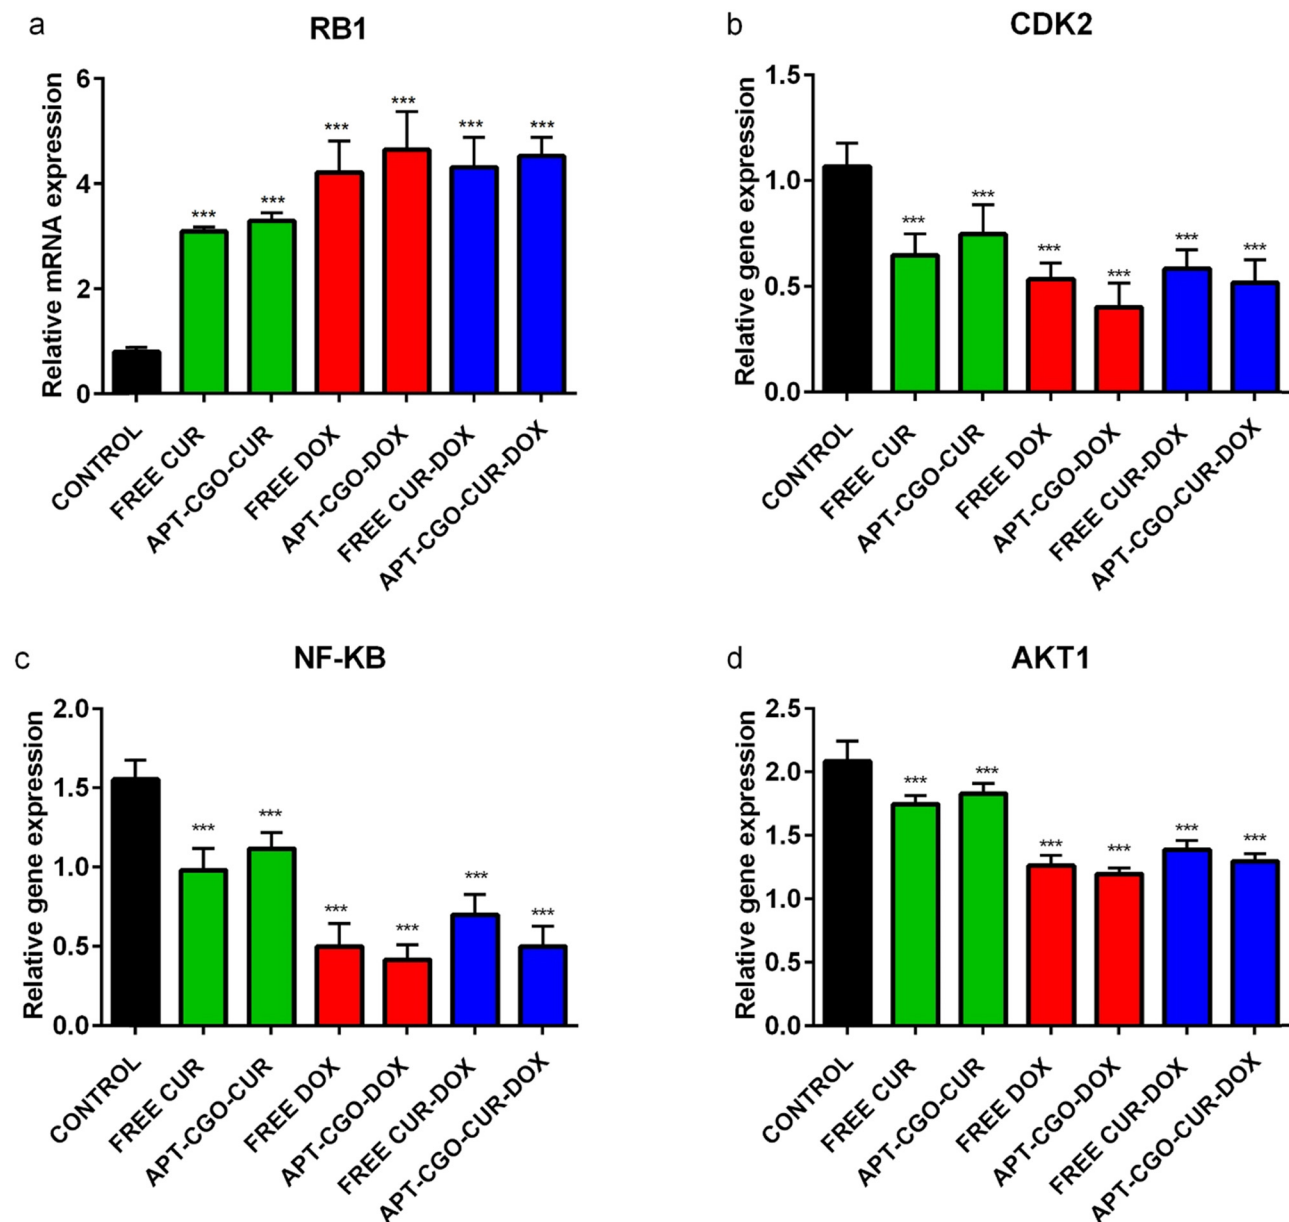 a
RB1
Relative mRNA expression
6
4
2
0
***
***
***
***
***
***
CONTROL
FREE CUR
APT-CGO-CUR
FREE DOX
APT-CGO-DOX
FREE CUR-DOX
APT-CGO-CUR-DOX
b
CDK2
Relative gene expression
1.5
1.0
0.5
0.0
***
***
***
***
***
***
CONTROL
FREE CUR
APT-CGO-CUR
FREE DOX
APT-CGO-DOX
FREE CUR-DOX
APT-CGO-CUR-DOX
c
NF-KB
Relative gene expression
2.0
1.5
1.0
0.5
0.0
***
***
***
***
***
***
CONTROL
FREE CUR
APT-CGO-CUR
FREE DOX
APT-CGO-DOX
FREE CUR-DOX
APT-CGO-CUR-DOX
d
AKT1
Relative gene expression
2.5
2.0
1.5
1.0
0.5
0.0
***
***
***
***
***
***
CONTROL
FREE CUR
APT-CGO-CUR
FREE DOX
APT-CGO-DOX
FREE CUR-DOX
APT-CGO-CUR-DOX